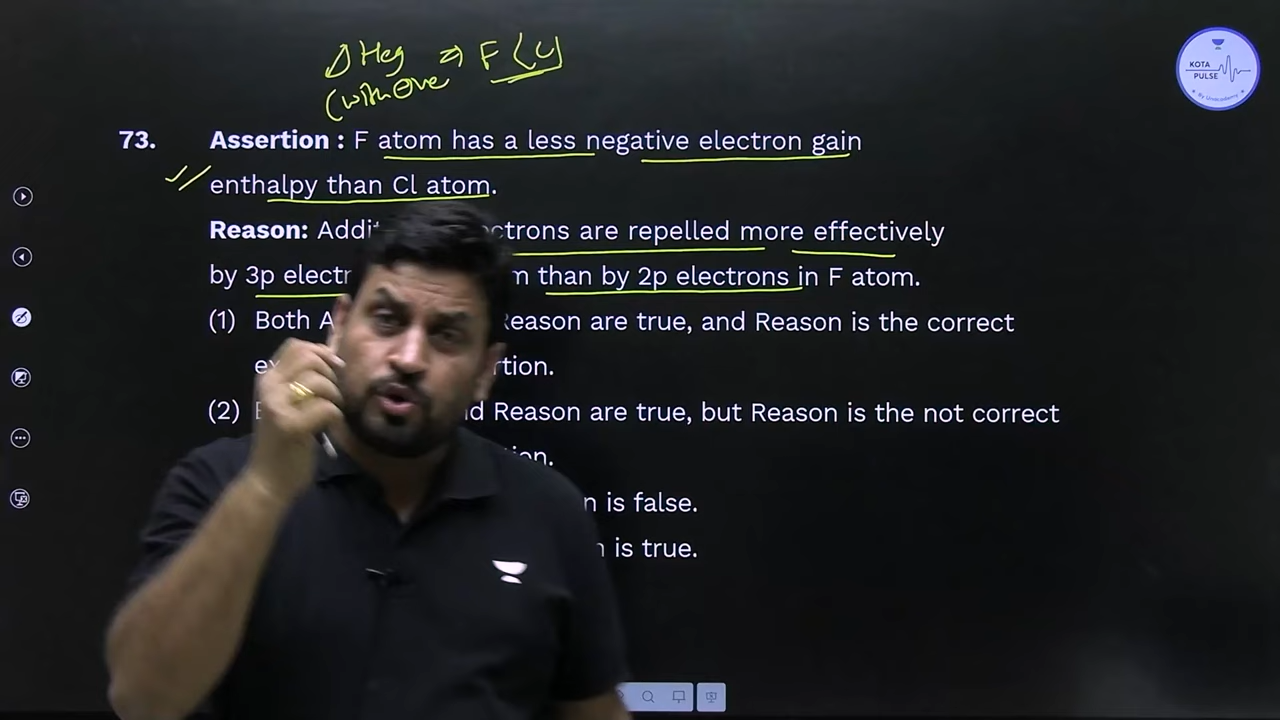 ΔHeg ⇒ F < Cl
(with ⊖ve
KOTA
PULSE
By Unacademy
73. Assertion : F atom has a less negative electron gain
enthalpy than Cl atom.
Reason: Addit ctrons are repelled more effectively
by 3p electr m than by 2p electrons in F atom.
(1) Both A Reason are true, and Reason is the correct
ex rtion.
(2) d Reason are true, but Reason is the not correct
ion.
n is false.
is true.